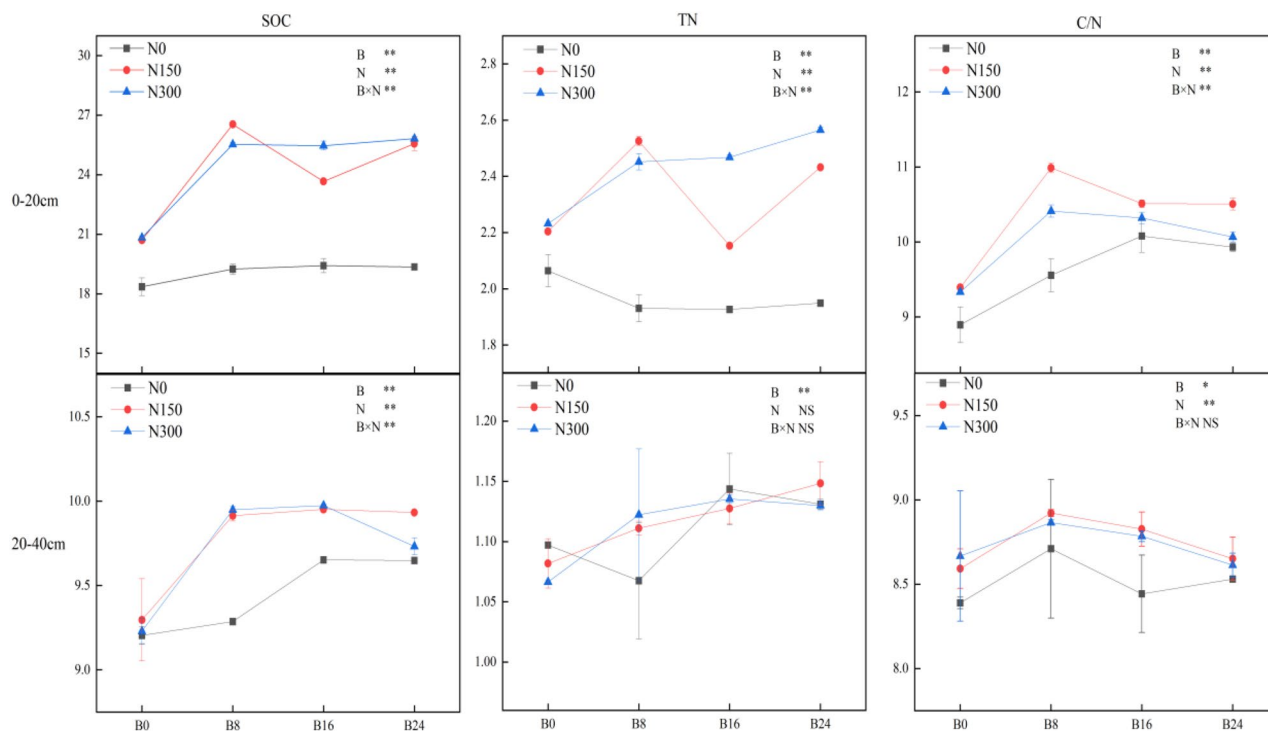 SOC TN C/N
0-20cm
N0
N150
N300
B **
N **
B×N **
30
27
24
21
18
15
N0
N150
N300
B **
N **
B×N **
2.8
2.6
2.4
2.2
2.0
1.8
N0
N150
N300
B **
N **
B×N **
12
11
10
9
20-40cm
N0
N150
N300
B **
N **
B×N **
10.5
10.0
9.5
9.0
B0 B8 B16 B24
N0
N150
N300
B **
N NS
B×N NS
1.20
1.15
1.10
1.05
1.00
B0 B8 B16 B24
N0
N150
N300
B *
N **
B×N NS
9.5
9.0
8.5
8.0
B0 B8 B16 B24